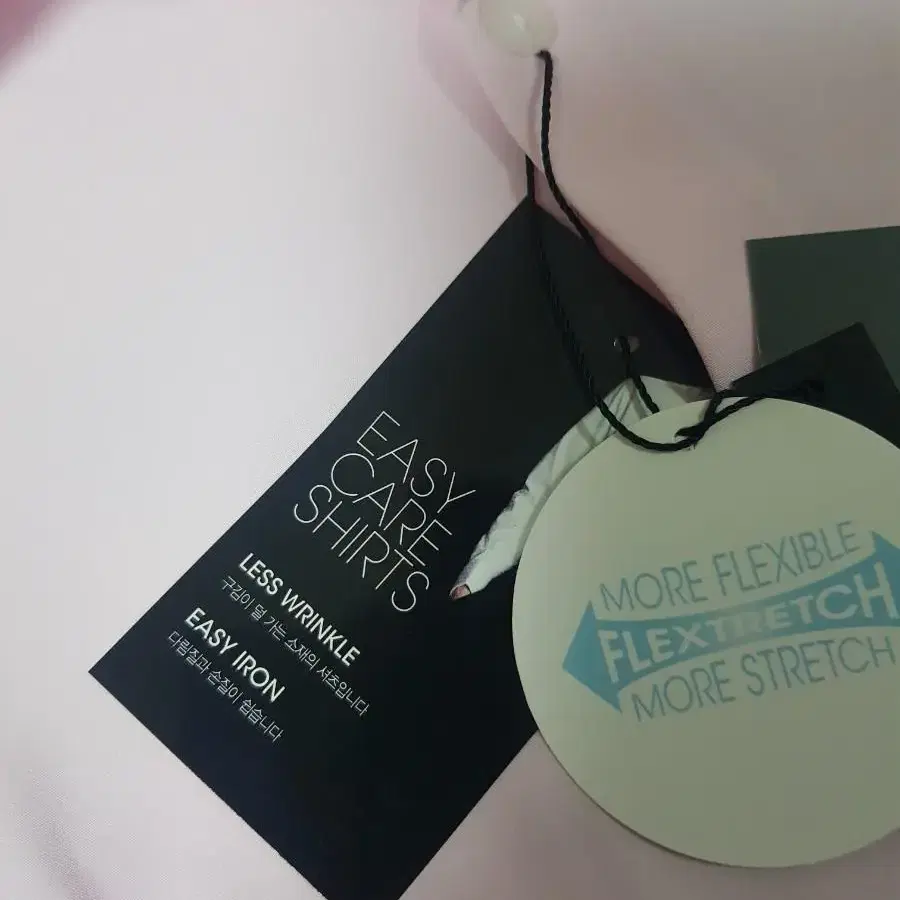 EASY
CARE
SHIRTS
LESS WRINKLE
구김이 덜 가는 소재의 셔츠입니다
EASY IRON
다림질과 손질이 쉽습니다
MORE FLEXIBLE
FLEXTRETCH
MORE STRETCH